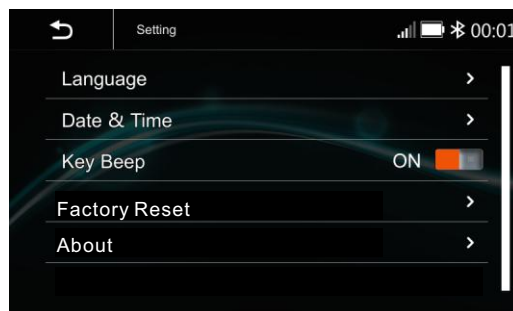 Setting 00:01
Language
Date & Time
Key Beep ON
Factory Reset
About